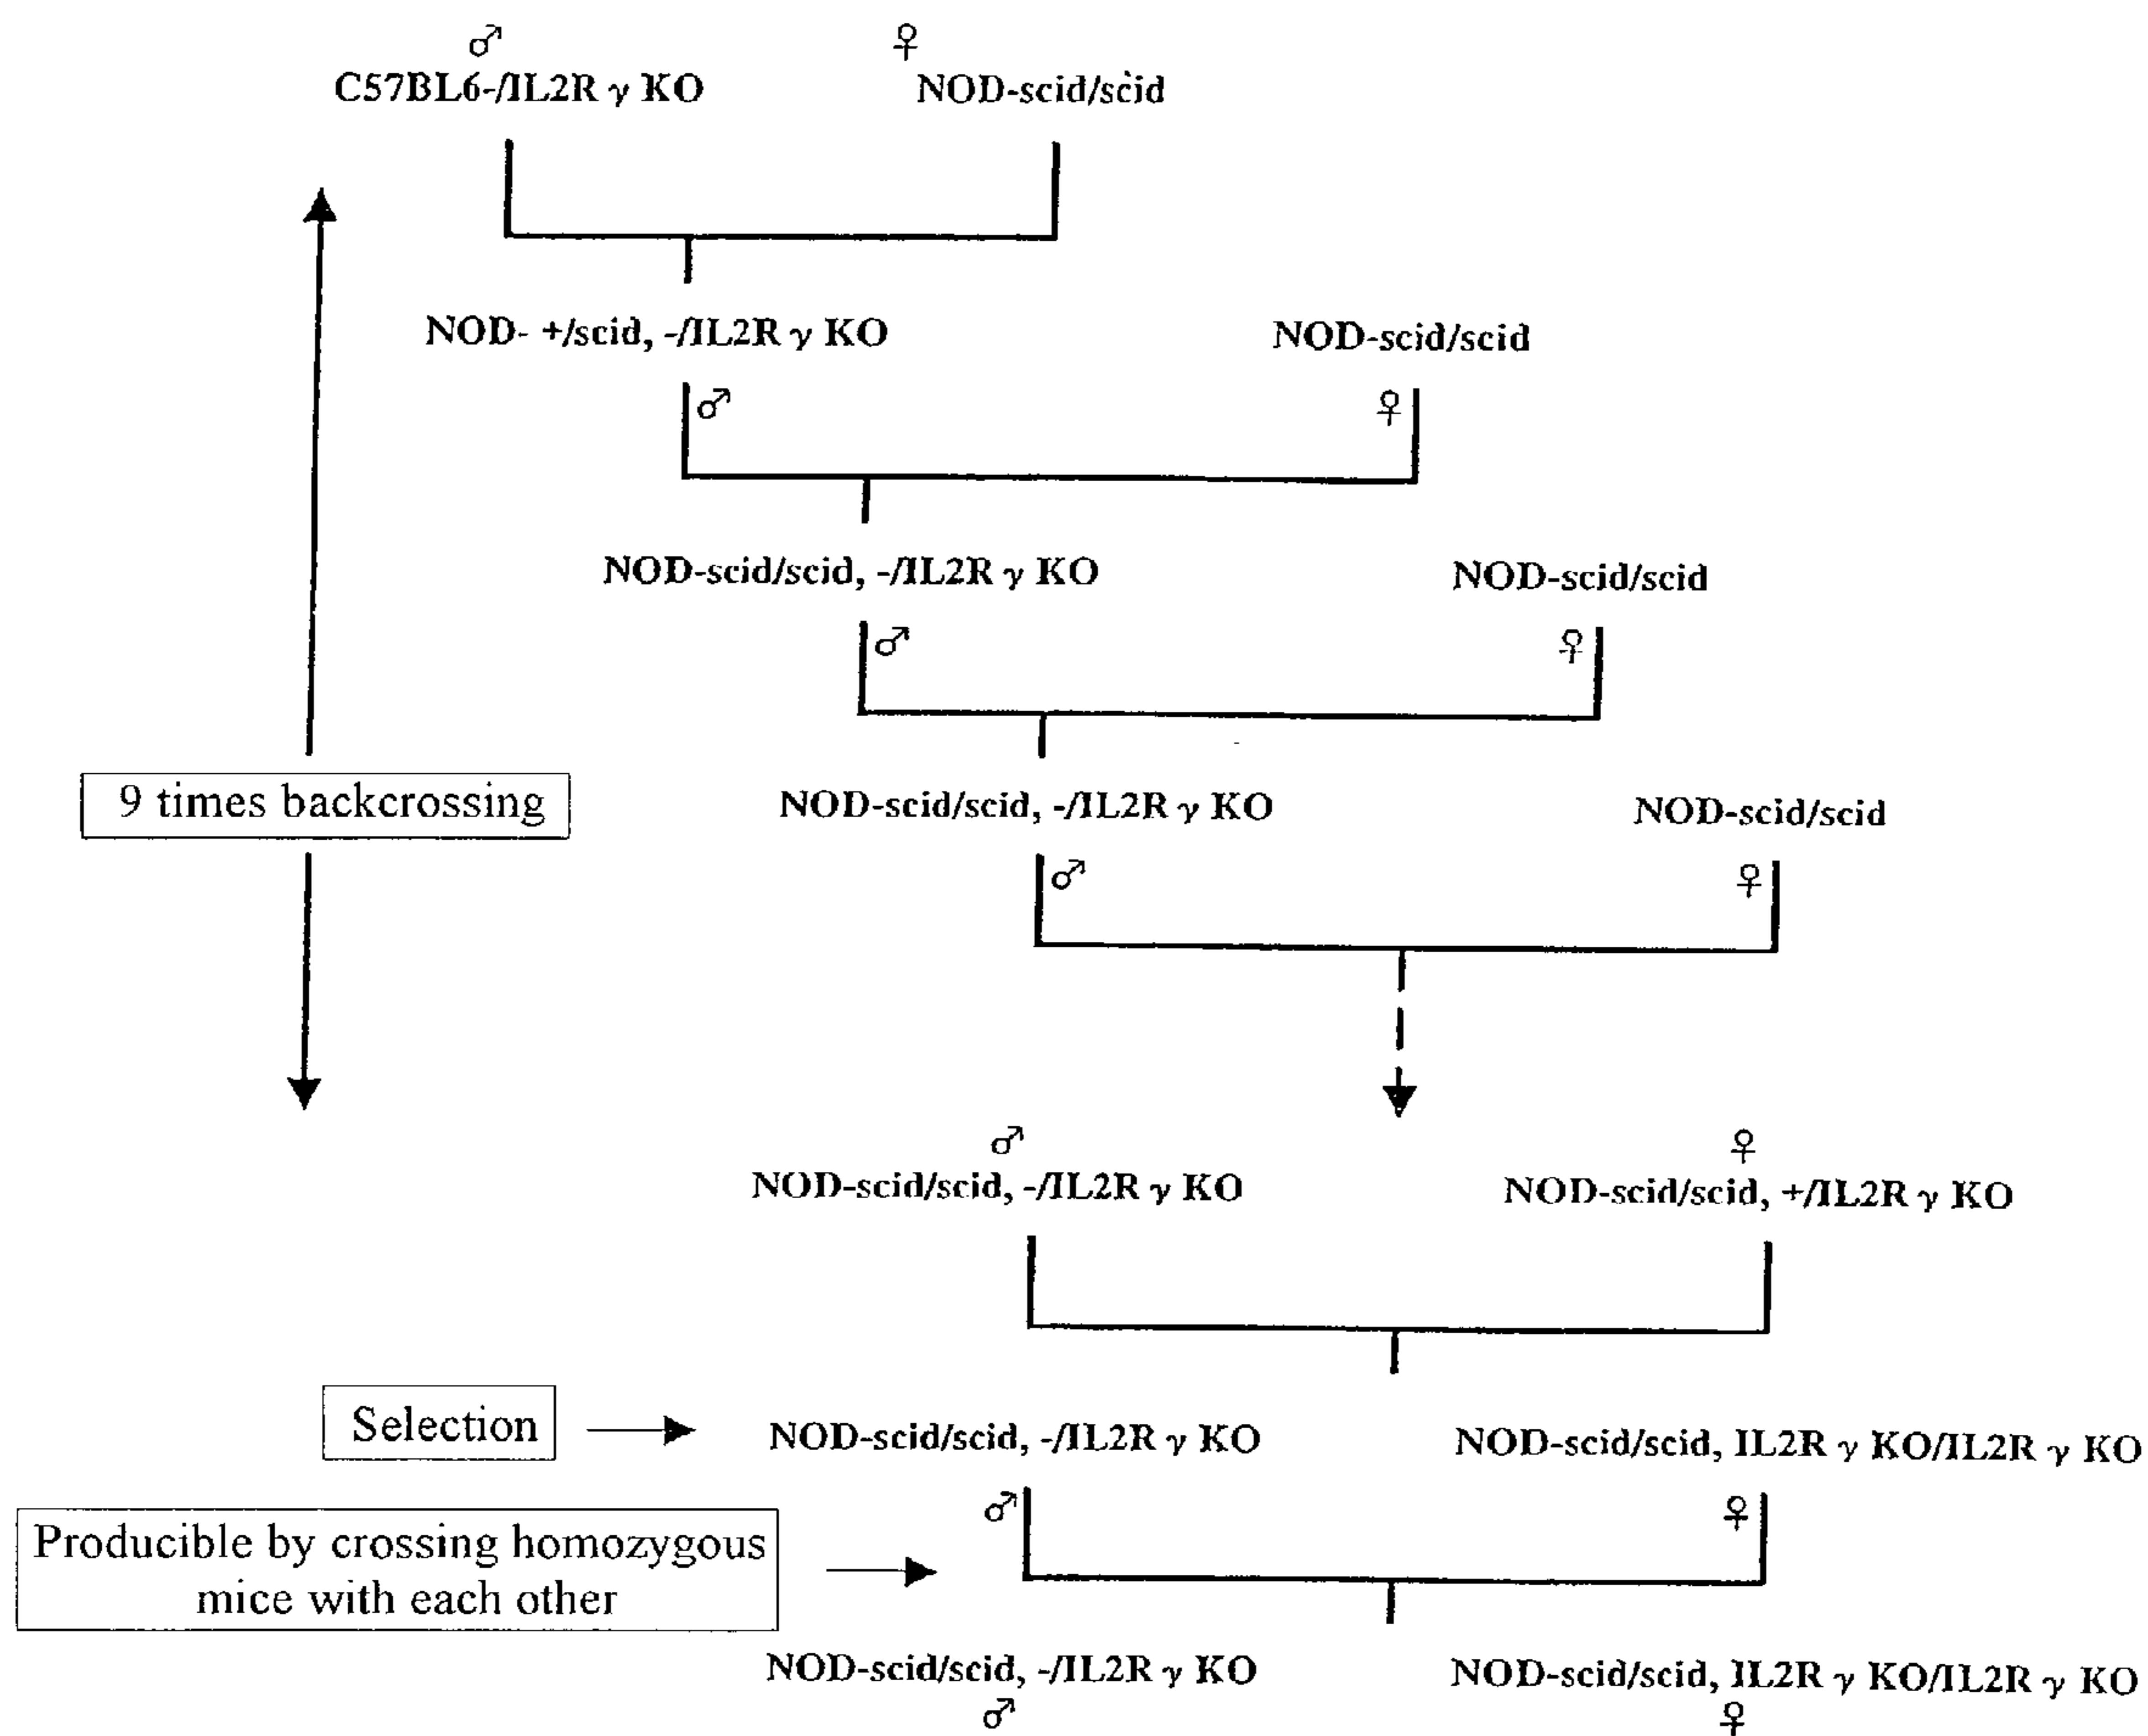 ♂ ♀
C57BL6-/IL2R γ KO NOD-scid/scid
NOD- +/scid, -/IL2R γ KO NOD-scid/scid
♂ ♀
NOD-scid/scid, -/IL2R γ KO NOD-scid/scid
♂ ♀
9 times backcrossing
NOD-scid/scid, -/IL2R γ KO NOD-scid/scid
♂ ♀
♂ ♀
NOD-scid/scid, -/IL2R γ KO NOD-scid/scid, +/IL2R γ KO
Selection
NOD-scid/scid, -/IL2R γ KO NOD-scid/scid, IL2R γ KO/IL2R γ KO
♂ ♀
Producible by crossing homozygous
mice with each other
NOD-scid/scid, -/IL2R γ KO NOD-scid/scid, IL2R γ KO/IL2R γ KO
♂ ♀